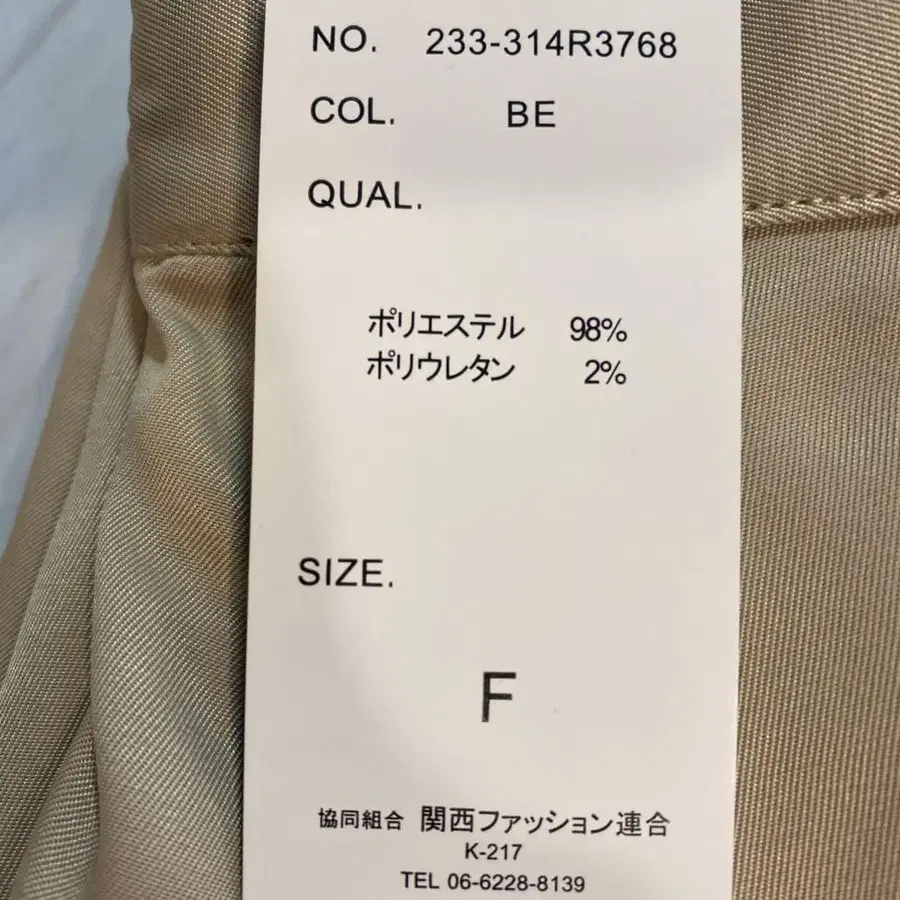 NO. 233-314R3768
COL. BE
QUAL.
ポリエステル 98%
ポリウレタン 2%
SIZE.
F
協同組合 関西ファッション連合
K-217
TEL 06-6228-8139